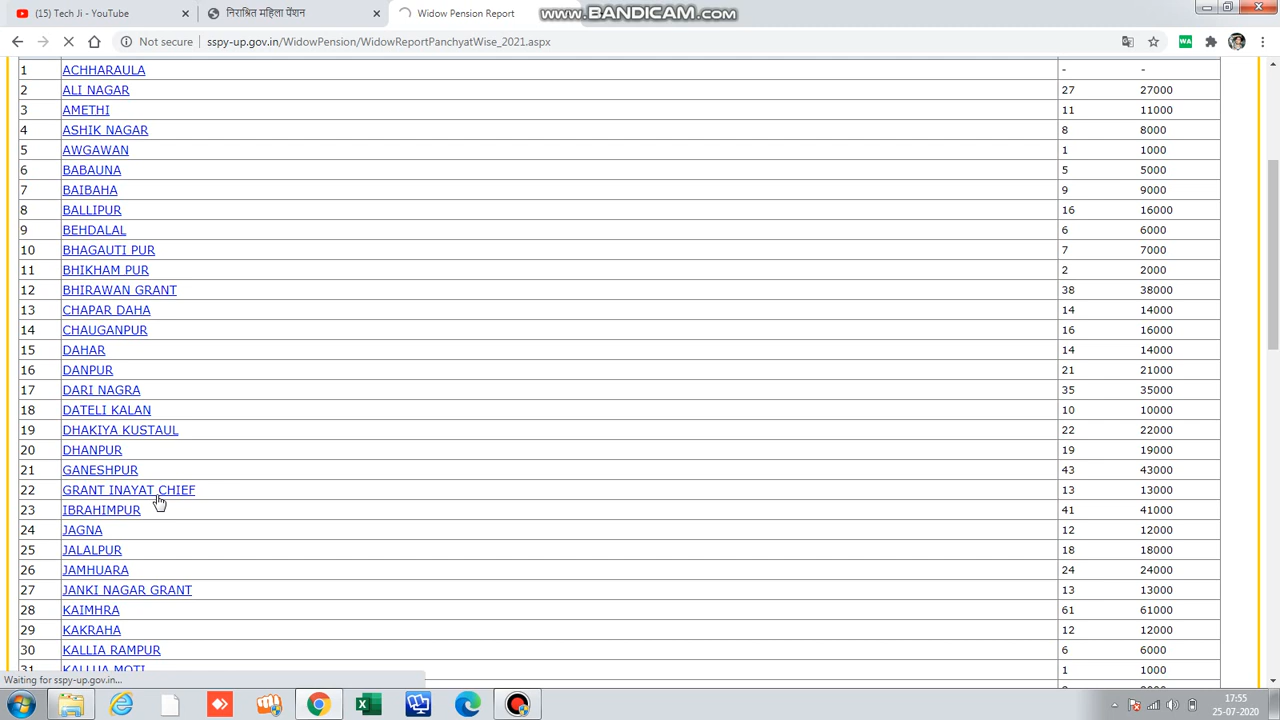 (15) Tech Ji - YouTube
निराश्रित महिला पेंशन
Widow Pension Report
www.BANDICAM.com
Not secure
sspy-up.gov.in/WidowPension/WidowReportPanchyatWise_2021.aspx
WA
1 ACHHARAULA - -
2 ALI NAGAR 27 27000
3 AMETHI 11 11000
4 ASHIK NAGAR 8 8000
5 AWGAWAN 1 1000
6 BABAUNA 5 5000
7 BAIBAHA 9 9000
8 BALLIPUR 16 16000
9 BEHDALAL 6 6000
10 BHAGAUTI PUR 7 7000
11 BHIKHAM PUR 2 2000
12 BHIRAWAN GRANT 38 38000
13 CHAPAR DAHA 14 14000
14 CHAUGANPUR 16 16000
15 DAHAR 14 14000
16 DANPUR 21 21000
17 DARI NAGRA 35 35000
18 DATELI KALAN 10 10000
19 DHAKIYA KUSTAUL 22 22000
20 DHANPUR 19 19000
21 GANESHPUR 43 43000
22 GRANT INAYAT CHIEF 13 13000
23 IBRAHIMPUR 41 41000
24 JAGNA 12 12000
25 JALALPUR 18 18000
26 JAMHUARA 24 24000
27 JANKI NAGAR GRANT 13 13000
28 KAIMHRA 61 61000
29 KAKRAHA 12 12000
30 KALLIA RAMPUR 6 6000
31 KALLUA MOTI 1 1000
Waiting for sspy-up.gov.in...
17:55
25-07-2020